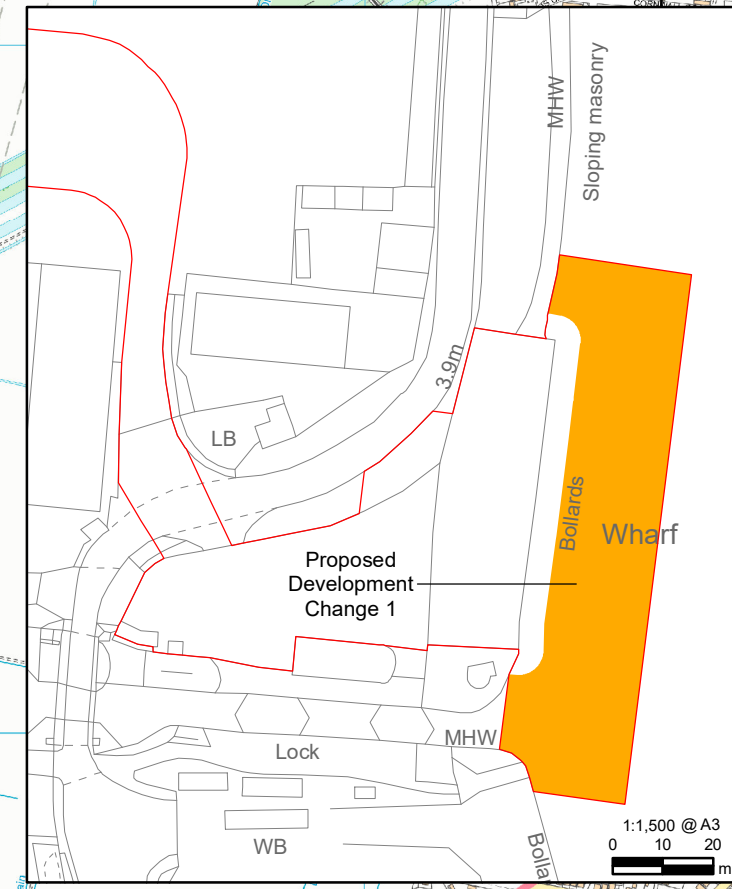 MHW
Sloping masonry
3.9m
LB
Bollards
Wharf
Proposed
Development
Change 1
MHW
Lock
WB
Bolla
1:1,500 @ A3
0 10 20
m